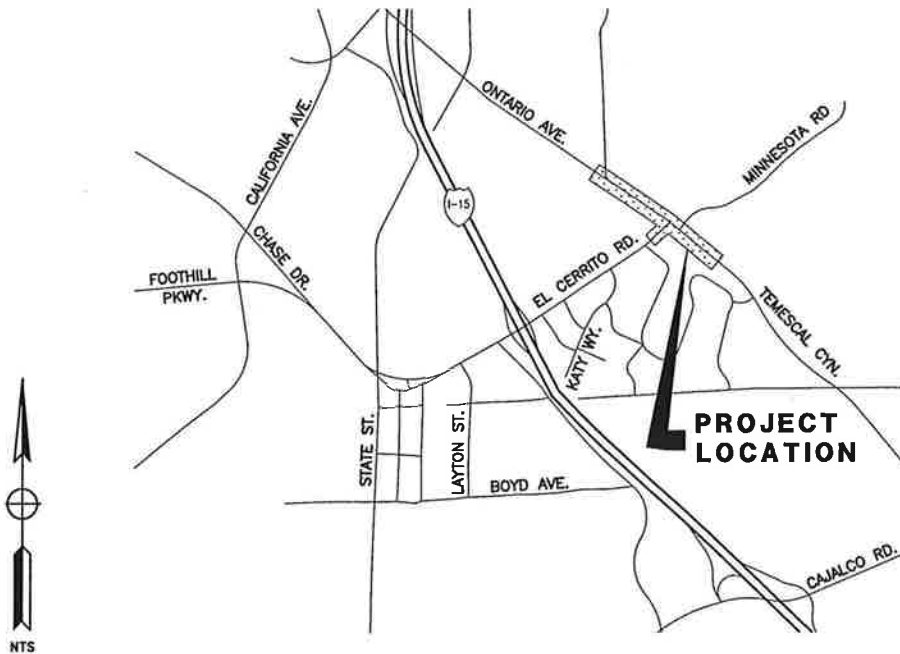 ONTARIO AVE.
CALIFORNIA AVE.
MINNESOTA RD
I-15
CHASE DR.
EL CERRITO RD.
FOOTHILL
PKWY.
TEMESCAL CYN.
KATY WY.
PROJECT
LOCATION
STATE ST.
LAYTON ST.
BOYD AVE.
CAJALCO RD.
NTS